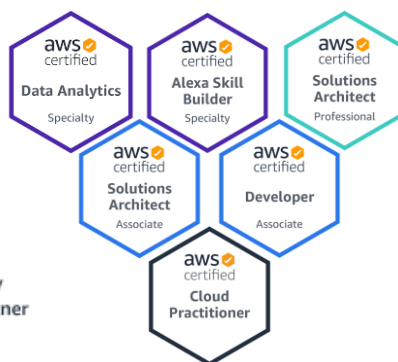 aws
certified
Data Analytics
Specialty
aws
certified
Alexa Skill
Builder
Specialty
aws
certified
Solutions
Architect
Professional
aws
certified
Solutions
Architect
Associate
aws
certified
Developer
Associate
aws
certified
Cloud
Practitioner